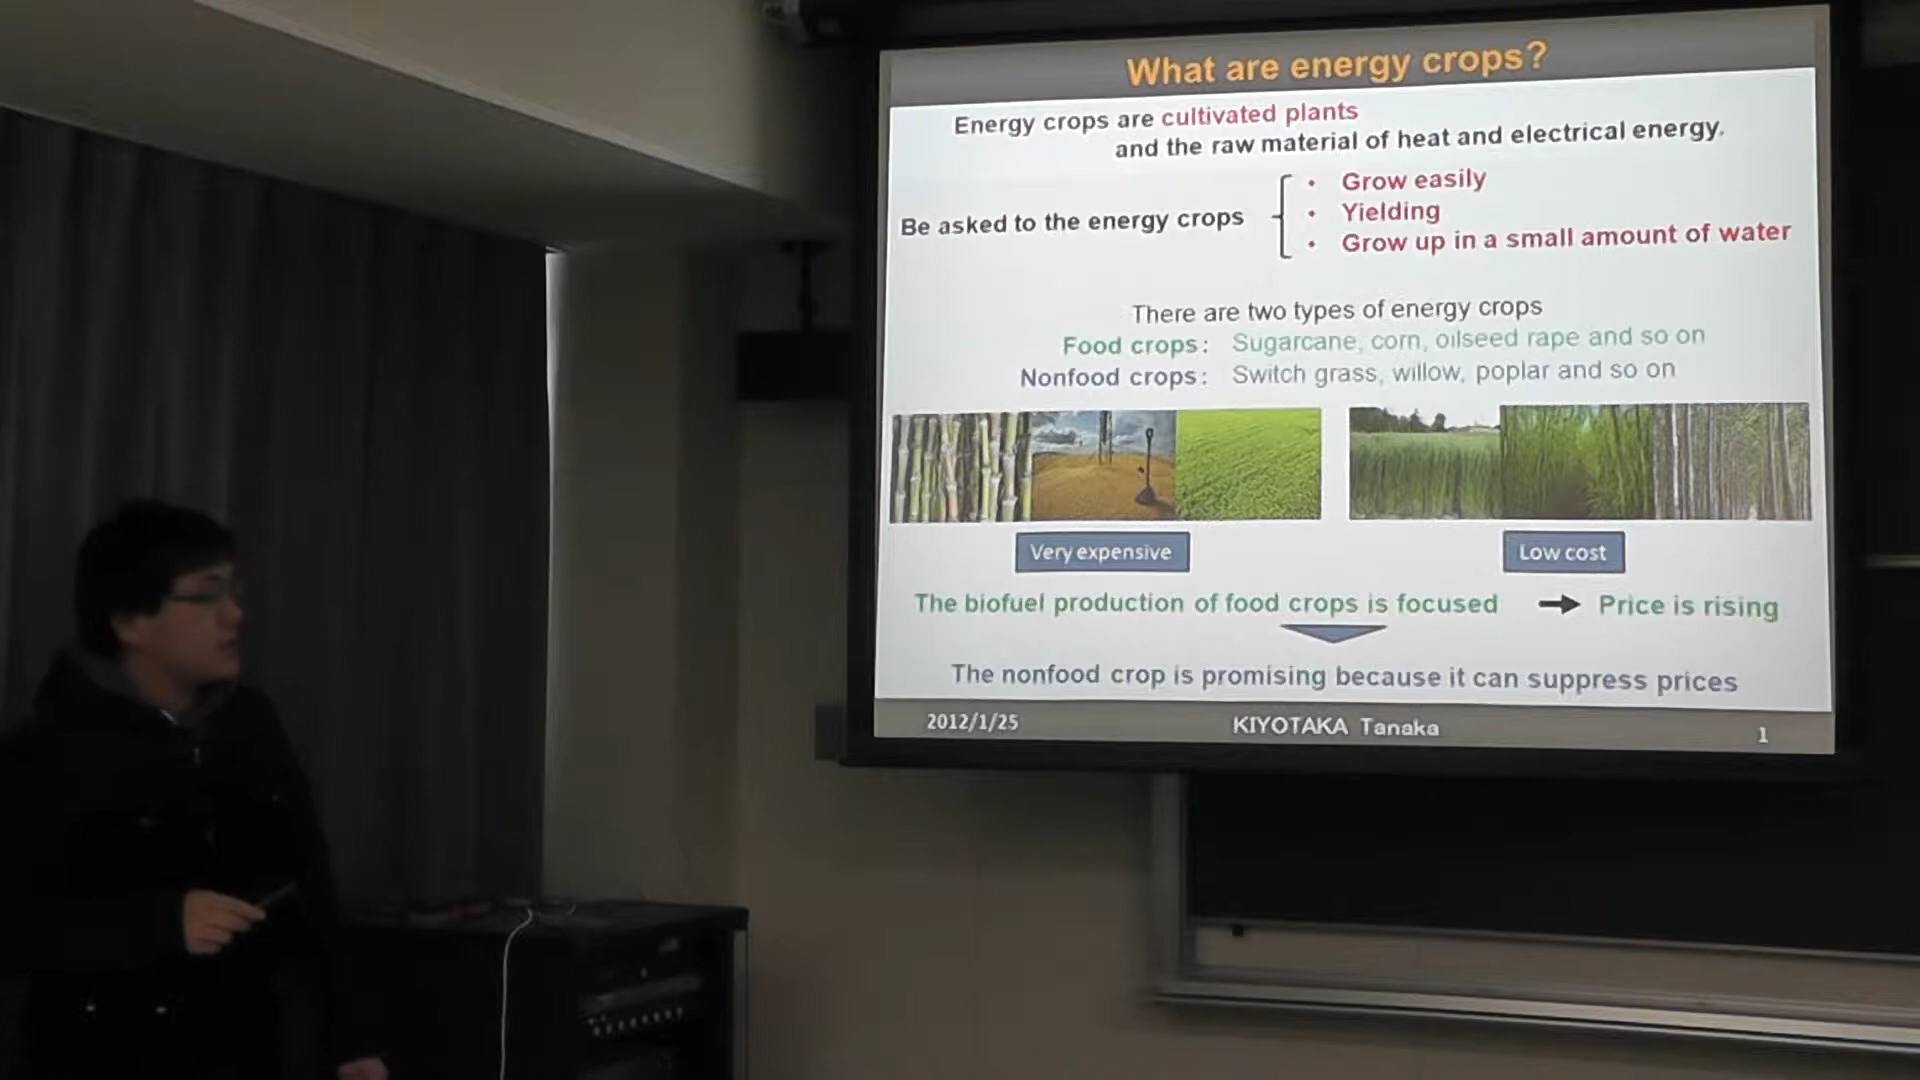 What are energy crops?
Energy crops are cultivated plants
and the raw material of heat and electrical energy.
Be asked to the energy crops
• Grow easily
• Yielding
• Grow up in a small amount of water
There are two types of energy crops
Food crops: Sugarcane, corn, oilseed rape and so on
Nonfood crops: Switch grass, willow, poplar and so on
Very expensive
Low cost
The biofuel production of food crops is focused → Price is rising
The nonfood crop is promising because it can suppress prices
2012/1/25 KIYOTAKA Tanaka 1